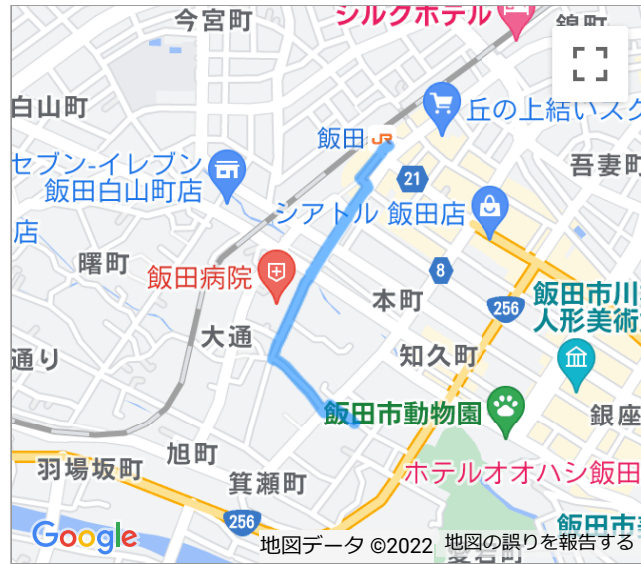 今宮町
シルクホテル
錦町
白山町
飯田
JR
丘の上結いスク
セブン-イレブン
飯田白山町店
21
吾妻町
シアトル 飯田店
店
曙町
飯田病院
8
本町
256
飯田市川
人形美術
大通
通り
知久町
飯田市動物園
銀座
旭町
羽場坂町
箕瀬町
ホテルオオハシ飯田
256
飯田市
Google
地図データ ©2022
地図の誤りを報告する